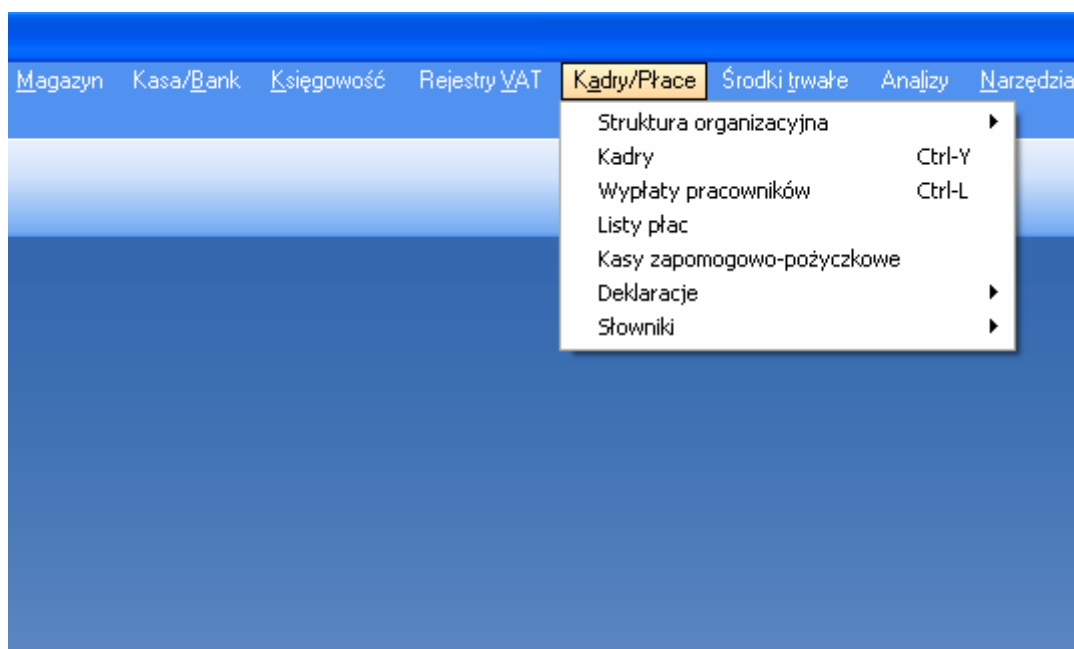 Magazyn Kasa/Bank Księgowość Rejestry VAT Kadry/Płace Środki trwałe Analizy Narzędzia
Struktura organizacyjna
Kadry Ctrl-Y
Wypłaty pracowników Ctrl-L
Listy płac
Kasy zapomogowo-pożyczkowe
Deklaracje
Słowniki